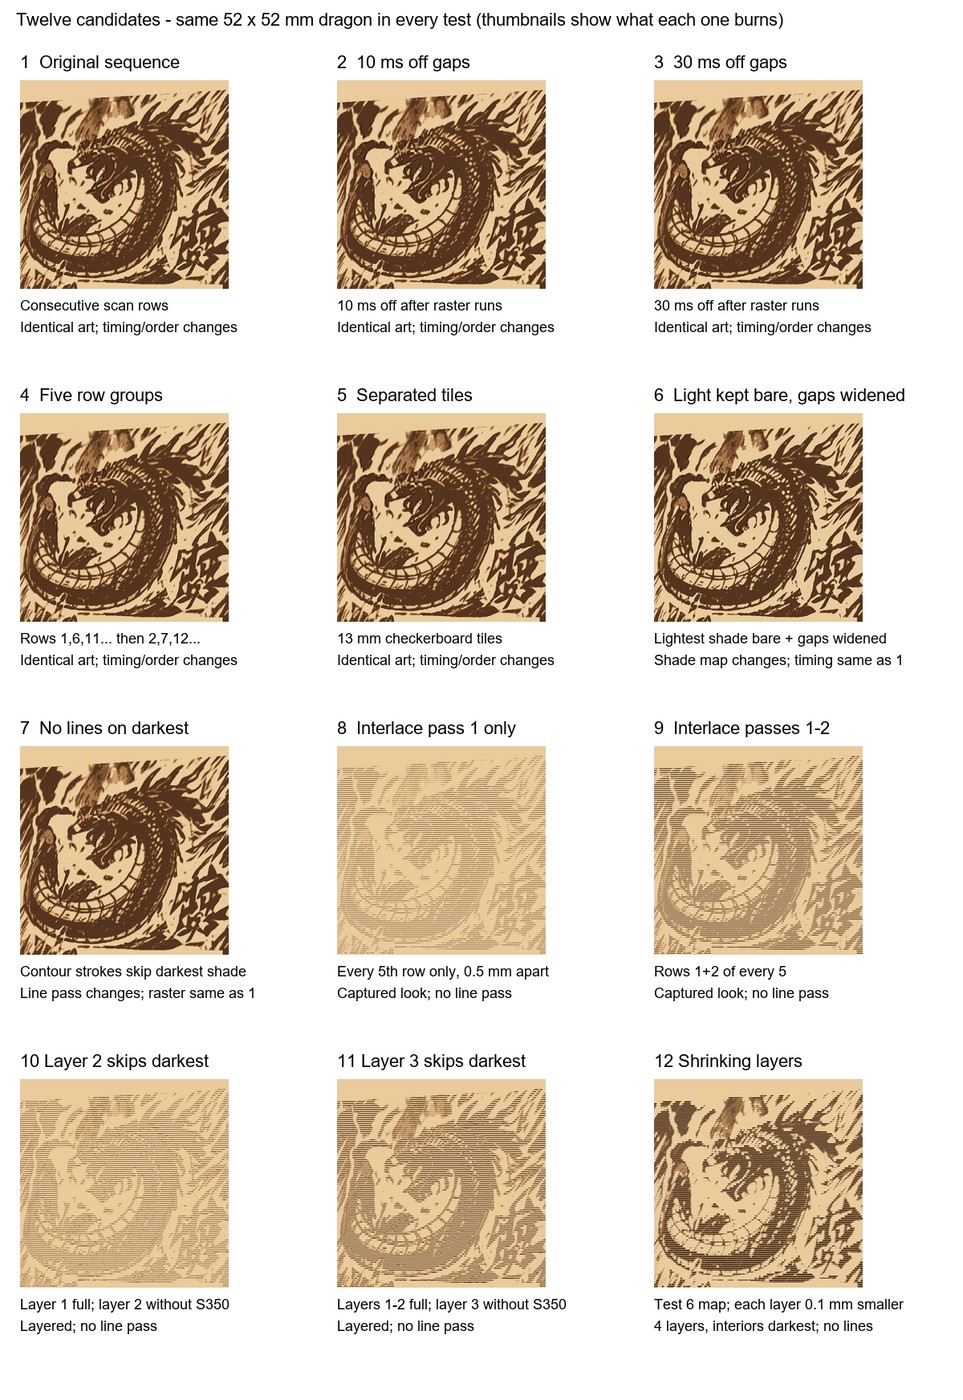 Twelve candidates - same 52 x 52 mm dragon in every test (thumbnails show what each one burns)
1 Original sequence
2 10 ms off gaps
3 30 ms off gaps
Consecutive scan rows
Identical art; timing/order changes
10 ms off after raster runs
Identical art; timing/order changes
30 ms off after raster runs
Identical art; timing/order changes
4 Five row groups
5 Separated tiles
6 Light kept bare, gaps widened
Rows 1,6,11... then 2,7,12...
Identical art; timing/order changes
13 mm checkerboard tiles
Identical art; timing/order changes
Lightest shade bare + gaps widened
Shade map changes; timing same as 1
7 No lines on darkest
8 Interlace pass 1 only
9 Interlace passes 1-2
Contour strokes skip darkest shade
Line pass changes; raster same as 1
Every 5th row only, 0.5 mm apart
Captured look; no line pass
Rows 1+2 of every 5
Captured look; no line pass
10 Layer 2 skips darkest
11 Layer 3 skips darkest
12 Shrinking layers
Layer 1 full; layer 2 without S350
Layered; no line pass
Layers 1-2 full; layer 3 without S350
Layered; no line pass
Test 6 map; each layer 0.1 mm smaller
4 layers, interiors darkest; no lines